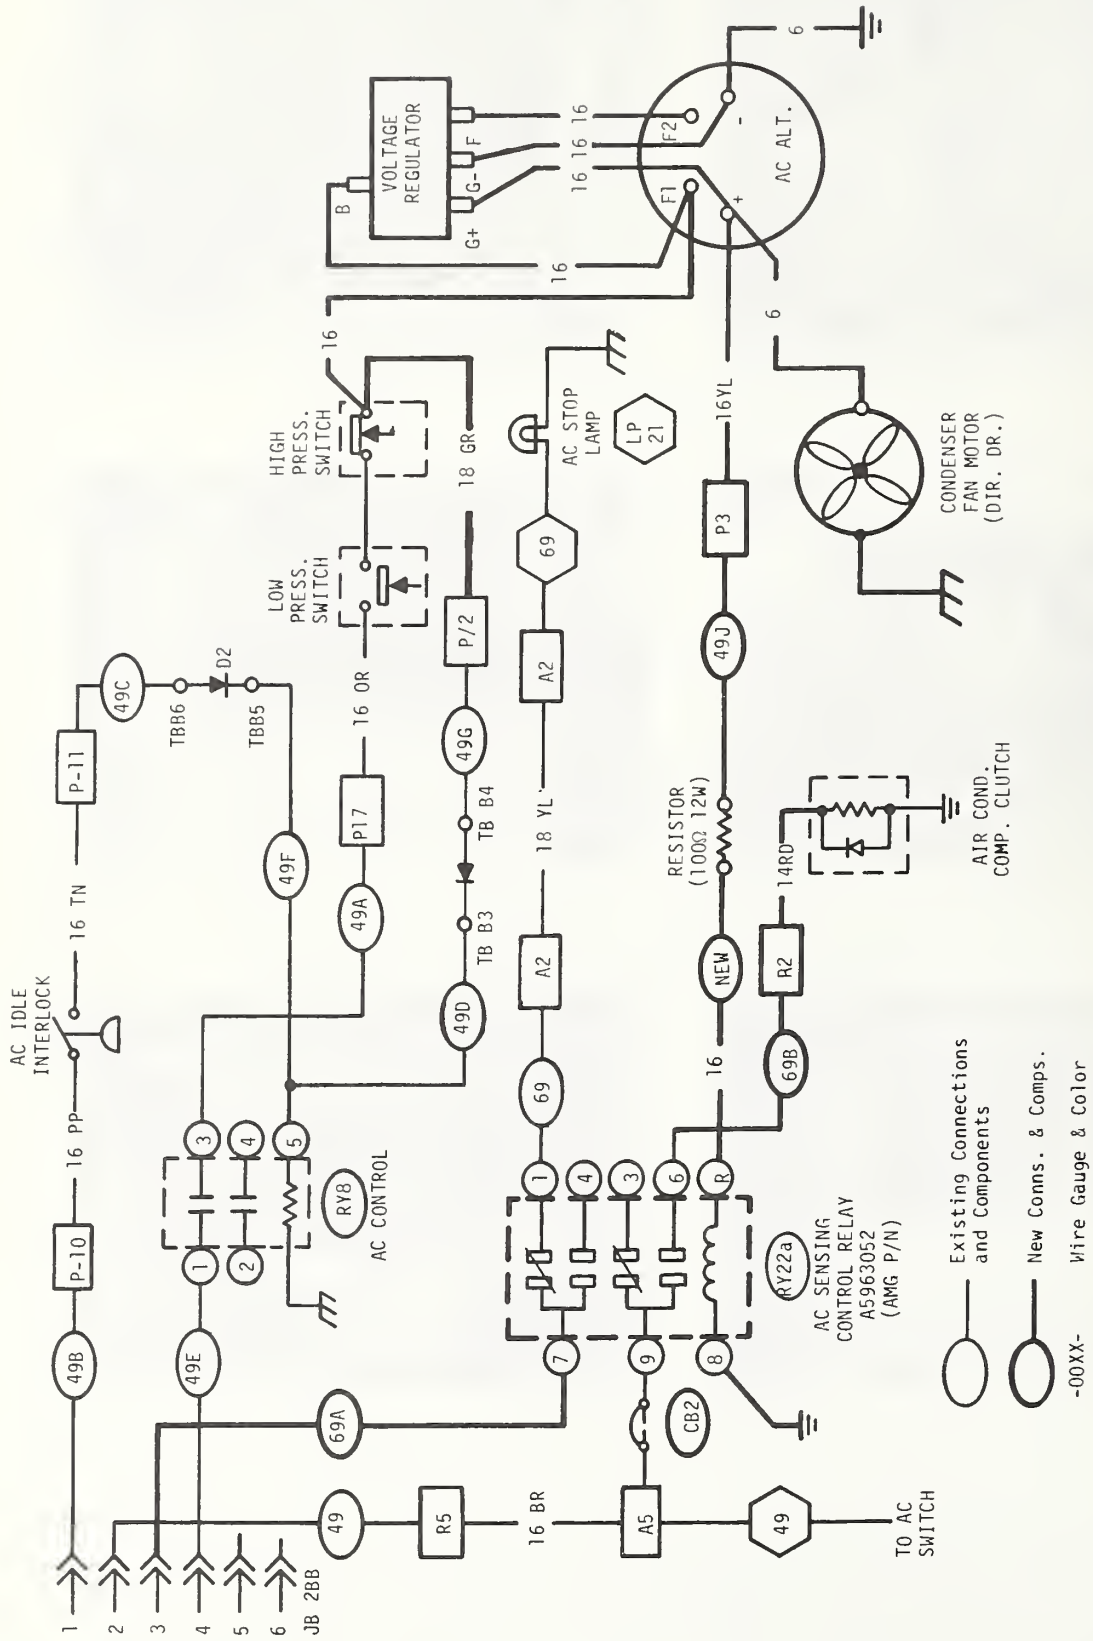 AC IDLE
INTERLOCK
49B
P-10
16 PP
16 TN
P-11
49C
TBB6
D2
TBB5
49F
49E
1
2
3
4
5
RY8
AC CONTROL
49A
P17
16 OR
LOW
PRESS.
SWITCH
HIGH
PRESS.
SWITCH
16
49D
TB B3
TB B4
49G
P/2
18 GR
VOLTAGE
REGULATOR
B
G+
G-
F
16
16
16
16
F1
F2
+
-
AC ALT.
6
6
1
2
3
4
5
6
JB 2BB
69A
49
R5
16 BR
A5
49
TO AC
SWITCH
CB2
7
9
8
1
4
3
6
R
RY22a
AC SENSING
CONTROL RELAY
A5963052
(AMG P/N)
69
A2
18 YL
A2
69
AC STOP
LAMP
LP
21
16
NEW
RESISTOR
(100Ω 12W)
49J
P3
16YL
69B
R2
14RD
AIR COND.
COMP. CLUTCH
CONDENSER
FAN MOTOR
(DIR. DR.)
Existing Connections
and Components
New Conns. & Comps.
-00XX- Wire Gauge & Color